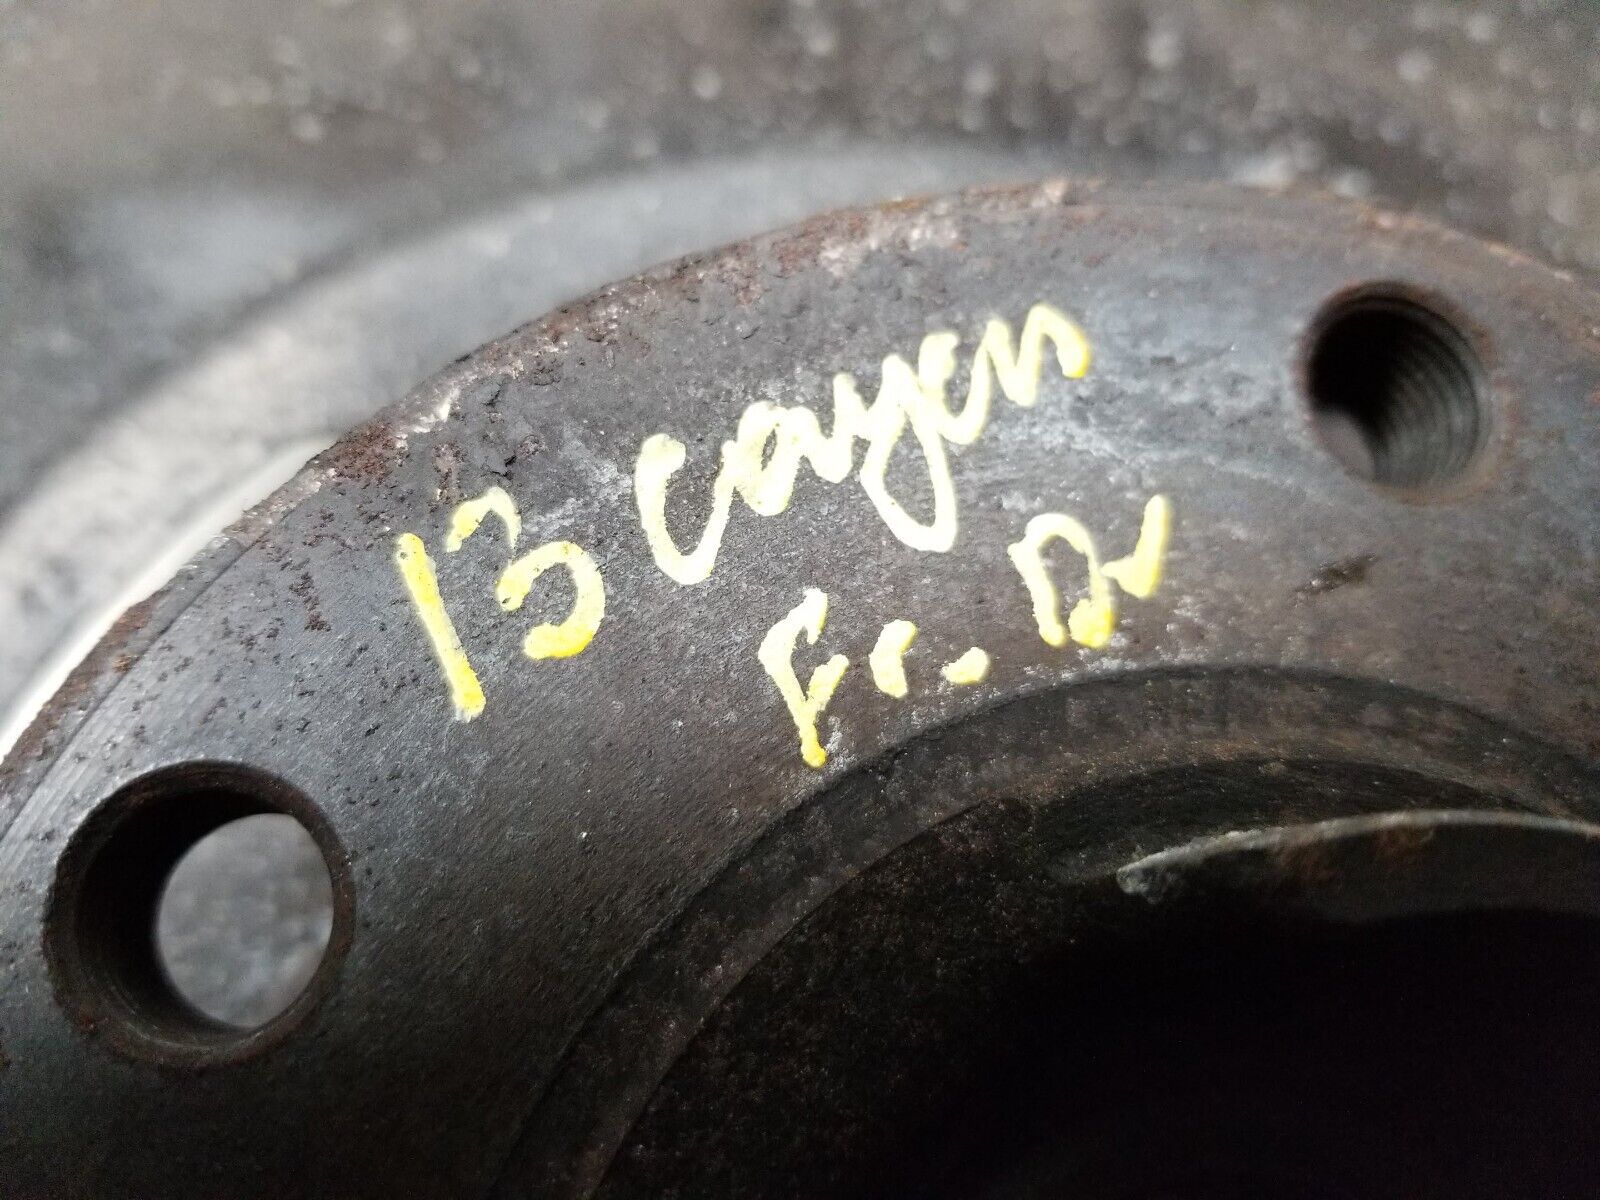 13 cayen
Fr. Dr